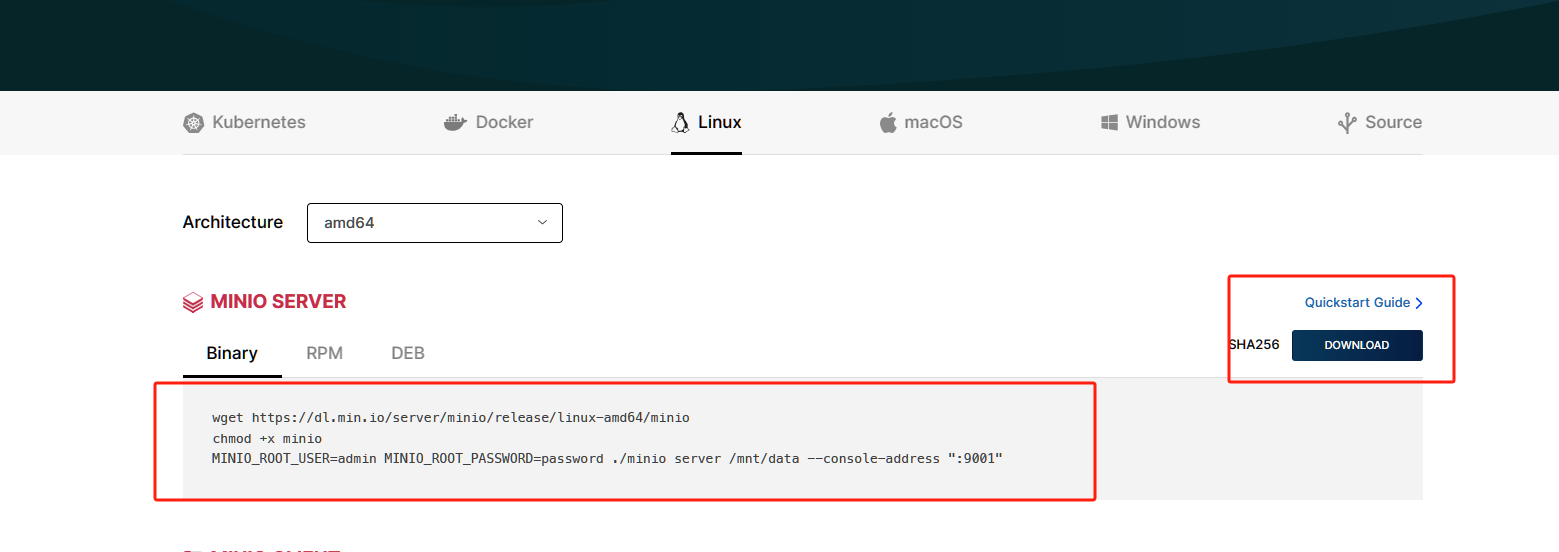 Kubernetes
Docker
Linux
macOS
Windows
Source
Architecture
amd64
MINIO SERVER
Quickstart Guide
SHA256
DOWNLOAD
Binary
RPM
DEB
wget https://dl.min.io/server/minio/release/linux-amd64/minio
chmod +x minio
MINIO_ROOT_USER=admin MINIO_ROOT_PASSWORD=password ./minio server /mnt/data --console-address ":9001"